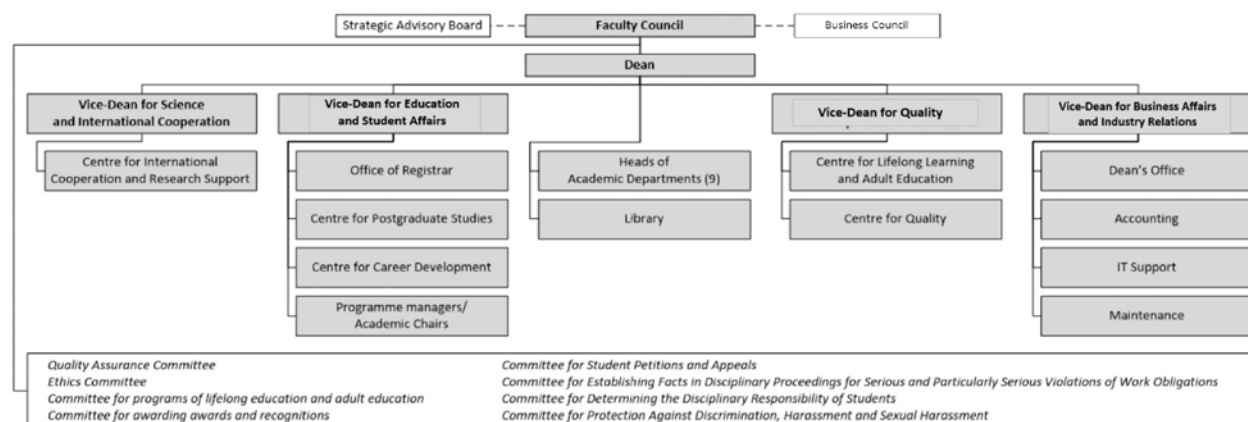 Strategic Advisory Board
Faculty Council
Business Council
Dean
Vice-Dean for Science
and International Cooperation
Centre for International
Cooperation and Research Support
Vice-Dean for Education
and Student Affairs
Office of Registrar
Centre for Postgraduate Studies
Centre for Career Development
Programme managers/
Academic Chairs
Heads of
Academic Departments (9)
Library
Vice-Dean for Quality
Centre for Lifelong Learning
and Adult Education
Centre for Quality
Vice-Dean for Business Affairs
and Industry Relations
Dean's Office
Accounting
IT Support
Maintenance
Quality Assurance Committee
Ethics Committee
Committee for programs of lifelong education and adult education
Committee for awarding awards and recognitions
Committee for Student Petitions and Appeals
Committee for Establishing Facts in Disciplinary Proceedings for Serious and Particularly Serious Violations of Work Obligations
Committee for Determining the Disciplinary Responsibility of Students
Committee for Protection Against Discrimination, Harassment and Sexual Harassment